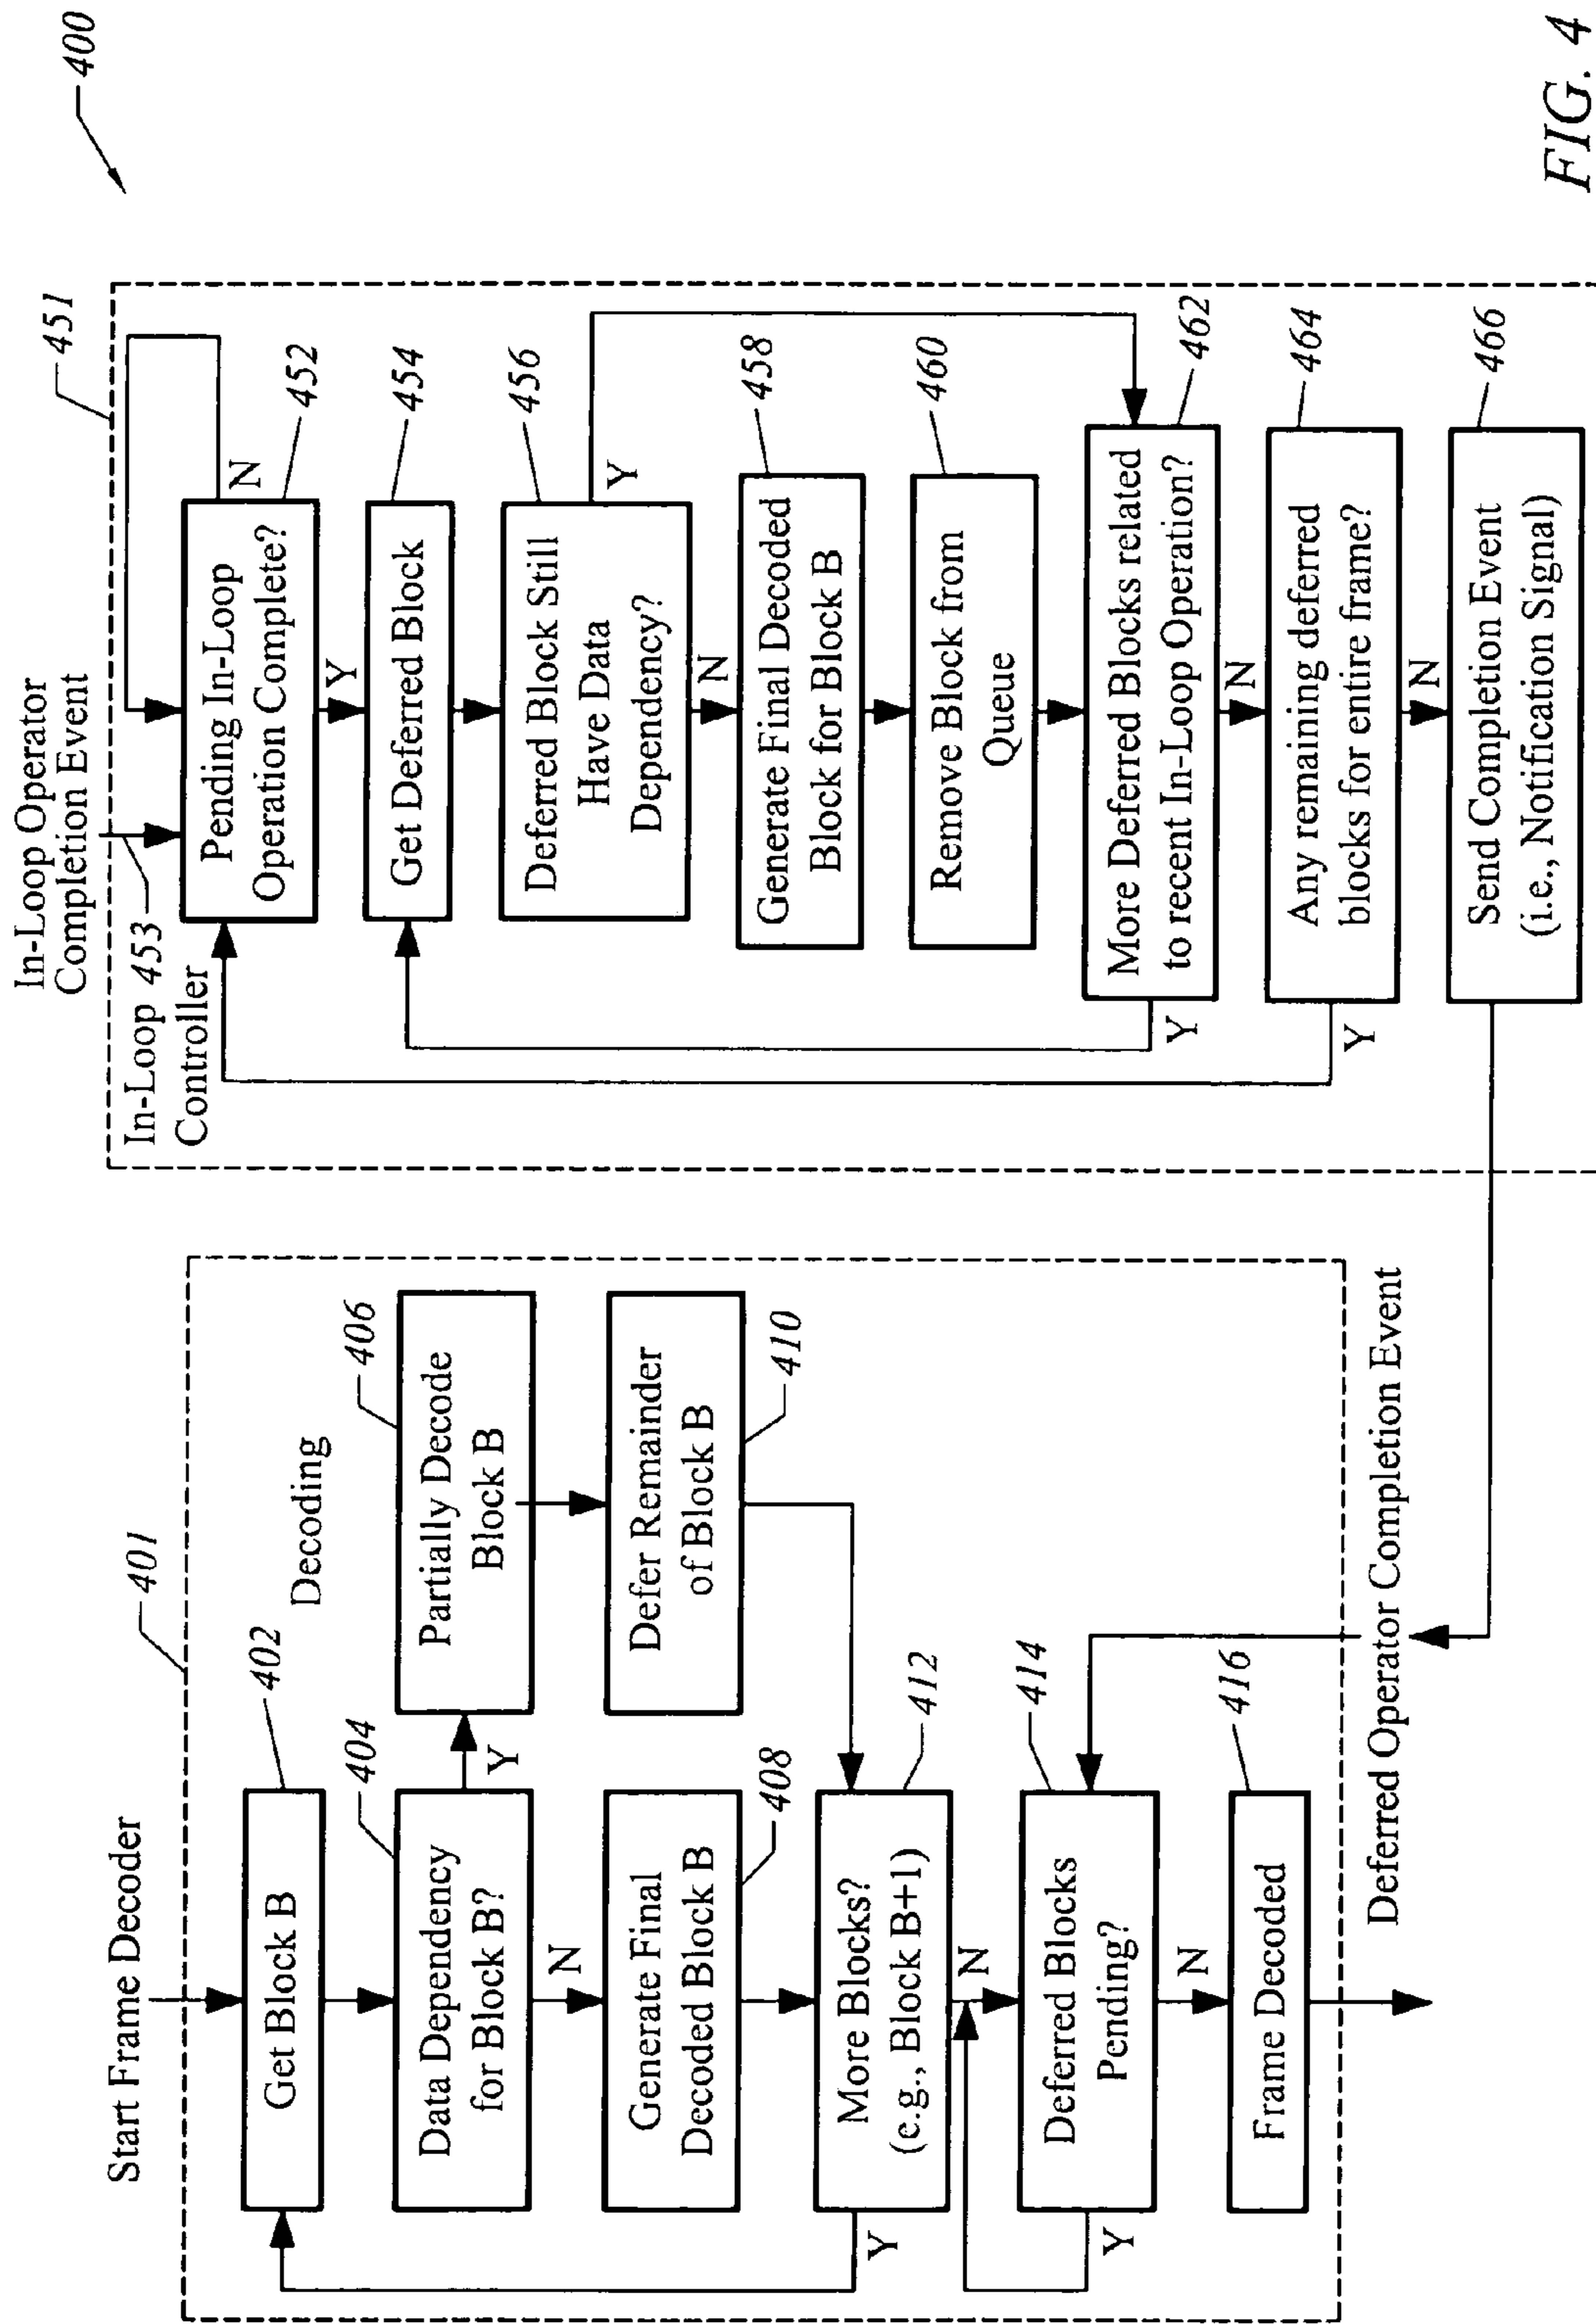 400
Start Frame Decoder
401
Get Block B
402
Decoding
Data Dependency
for Block B?
404
Y
N
Partially Decode
Block B
406
Generate Final
Decoded Block B
408
Defer Remainder
of Block B
410
More Blocks?
(e.g., Block B+1)
412
Y
N
Deferred Blocks
Pending?
414
Y
N
Frame Decoded
416
Deferred Operator Completion Event
In-Loop Operator
Completion Event
451
In-Loop 453
Controller
Pending In-Loop
Operation Complete?
N
452
Y
Get Deferred Block
454
Deferred Block Still
Have Data
Dependency?
456
Y
N
Generate Final Decoded
Block for Block B
458
Remove Block from
Queue
460
More Deferred Blocks related
to recent In-Loop Operation?
462
Y
N
Any remaining deferred
blocks for entire frame?
464
Y
N
Send Completion Event
(i.e., Notification Signal)
466
FIG. 4